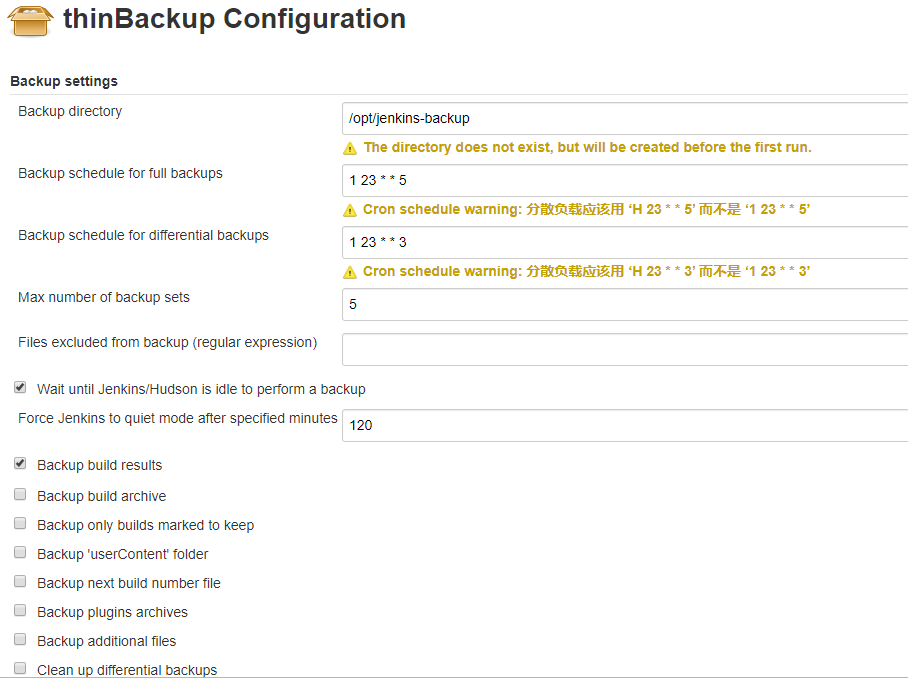 thinBackup Configuration
Backup settings
Backup directory
/opt/jenkins-backup
The directory does not exist, but will be created before the first run.
Backup schedule for full backups
1 23 * * 5
Cron schedule warning: 分散负载应该用 ‘H 23 * * 5’ 而不是 ‘1 23 * * 5’
Backup schedule for differential backups
1 23 * * 3
Cron schedule warning: 分散负载应该用 ‘H 23 * * 3’ 而不是 ‘1 23 * * 3’
Max number of backup sets
5
Files excluded from backup (regular expression)
Wait until Jenkins/Hudson is idle to perform a backup
Force Jenkins to quiet mode after specified minutes
120
Backup build results
Backup build archive
Backup only builds marked to keep
Backup 'userContent' folder
Backup next build number file
Backup plugins archives
Backup additional files
Clean up differential backups